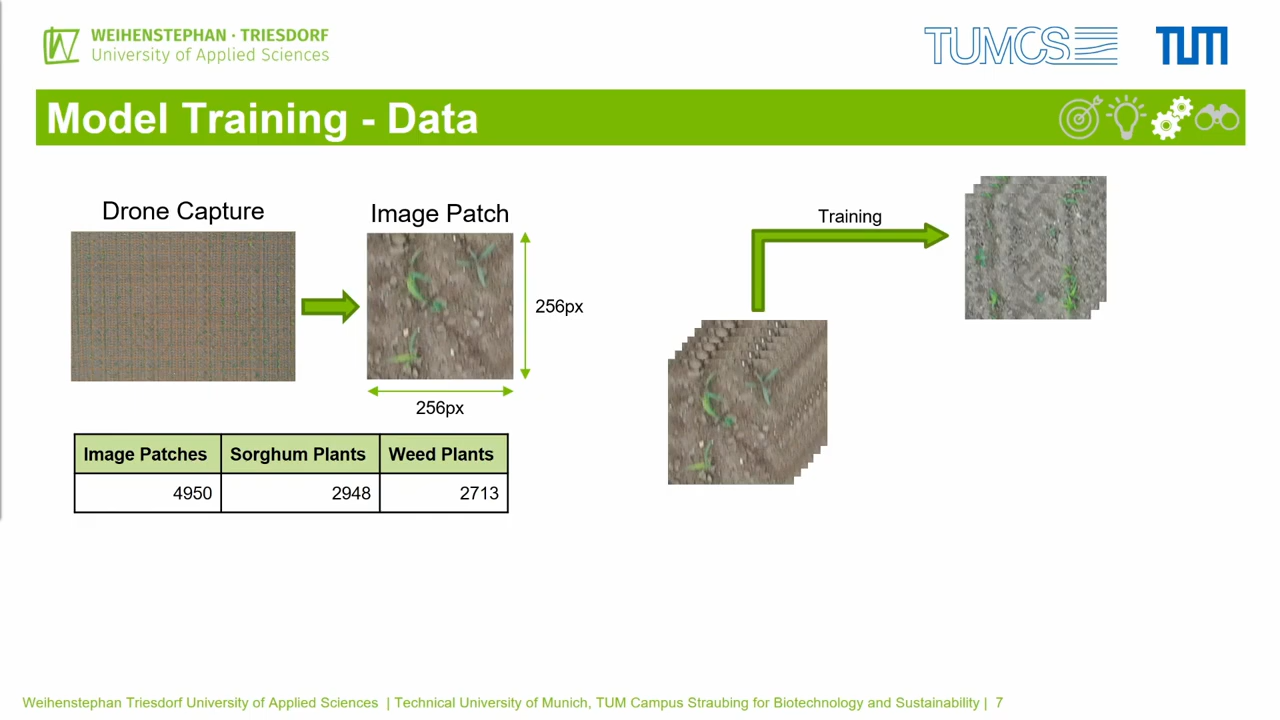 WEIHENSTEPHAN · TRIESDORF
University of Applied Sciences
TUMCS
TUM
Model Training - Data
Drone Capture
Image Patch
Training
256px
256px
Image Patches Sorghum Plants Weed Plants
4950 2948 2713
Weihenstephan Triesdorf University of Applied Sciences | Technical University of Munich, TUM Campus Straubing for Biotechnology and Sustainability | 7